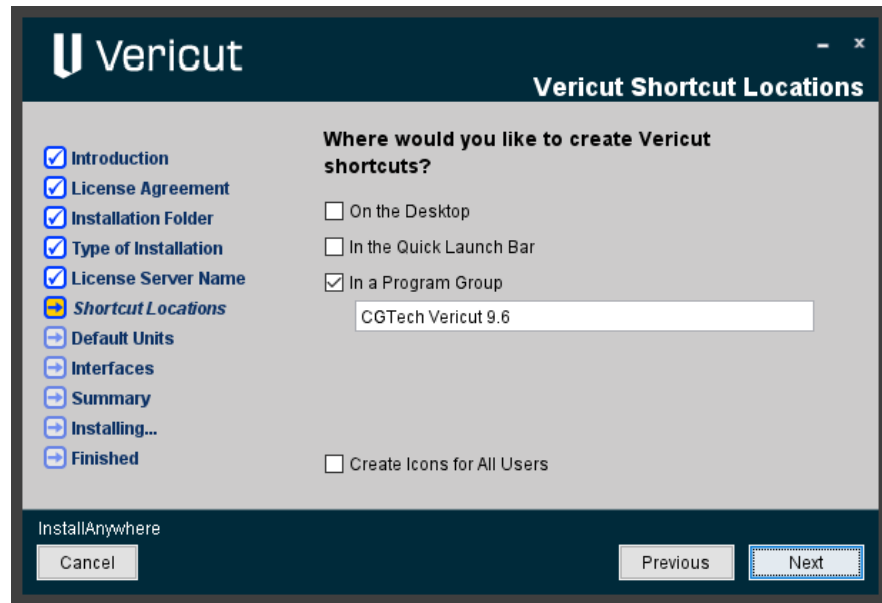 Vericut
Vericut Shortcut Locations
Introduction
License Agreement
Installation Folder
Type of Installation
License Server Name
Shortcut Locations
Default Units
Interfaces
Summary
Installing...
Finished
Where would you like to create Vericut
shortcuts?
On the Desktop
In the Quick Launch Bar
In a Program Group
CGTech Vericut 9.6
Create Icons for All Users
InstallAnywhere
Cancel
Previous
Next